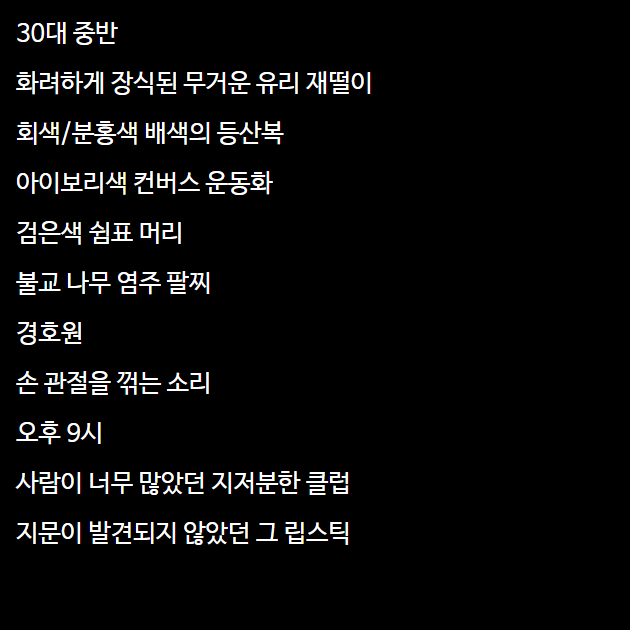 30대 중반
화려하게 장식된 무거운 유리 재떨이
회색/분홍색 배색의 등산복
아이보리색 컨버스 운동화
검은색 쉼표 머리
불교 나무 염주 팔찌
경호원
손 관절을 꺾는 소리
오후 9시
사람이 너무 많았던 지저분한 클럽
지문이 발견되지 않았던 그 립스틱